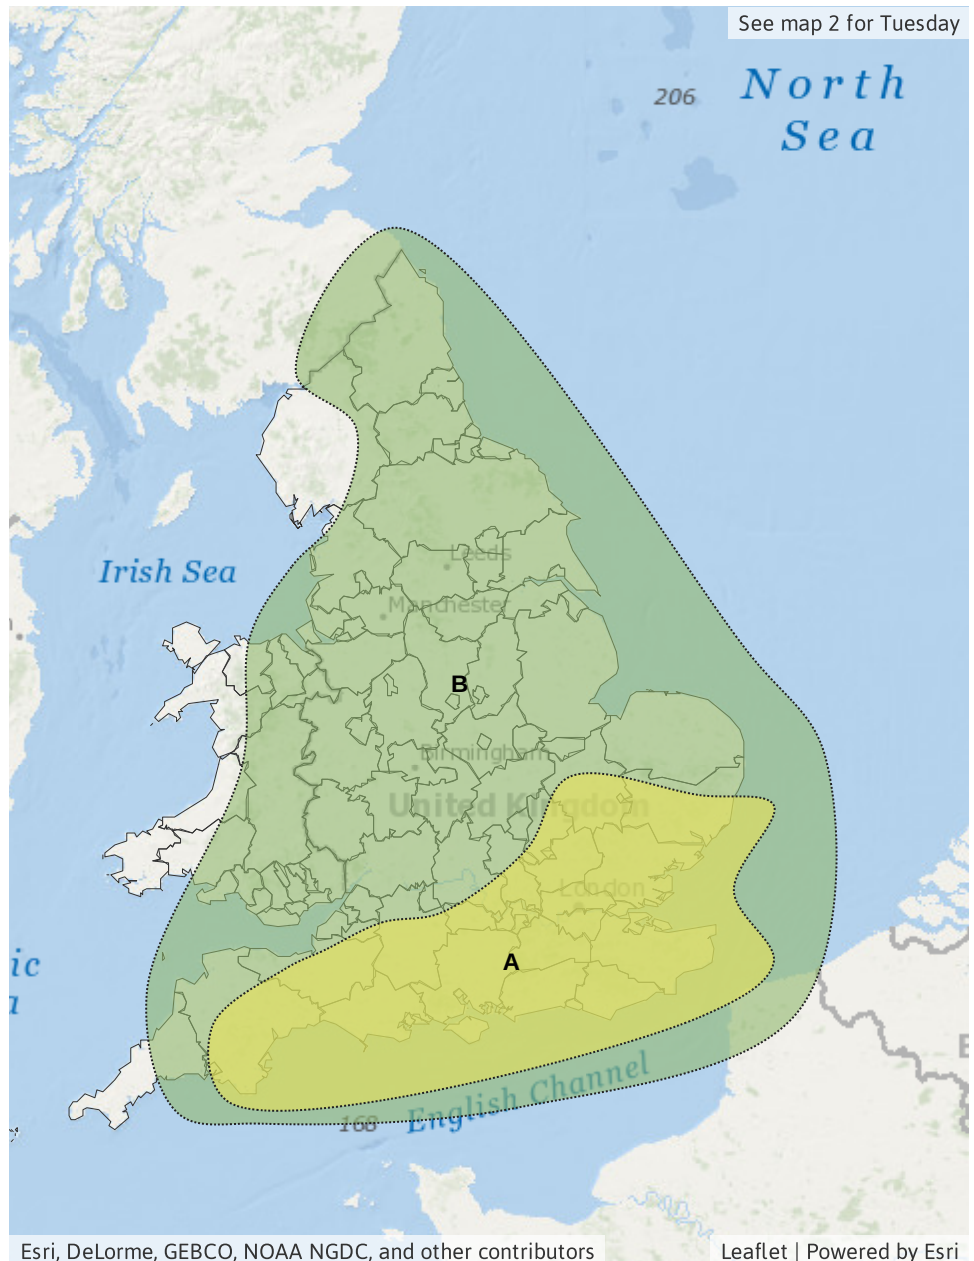 See map 2 for Tuesday
North
206
Sea
Leeds
Irish Sea
Manchester
B
Birmingham
United Kingdom
London
A
ic
a
E
English Channel
168
Esri, DeLorme, GEBCO, NOAA NGDC, and other contributors
Leaflet | Powered by Esri